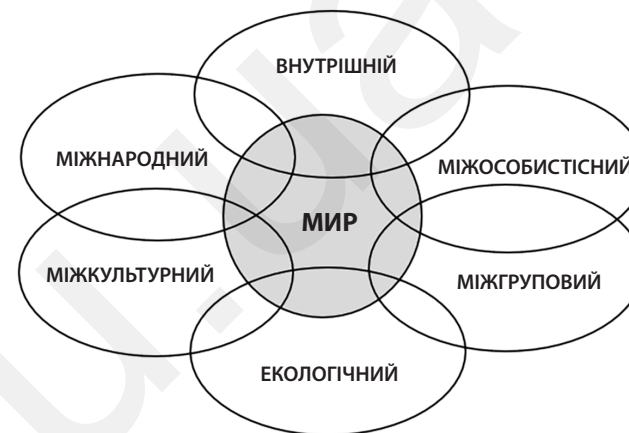 ВНУТРІШНІЙ
МІЖНАРОДНИЙ
МІЖОСОБИСТІСНИЙ
МИР
МІЖКУЛЬТУРНИЙ
МІЖГРУПОВИЙ
ЕКОЛОГІЧНИЙ